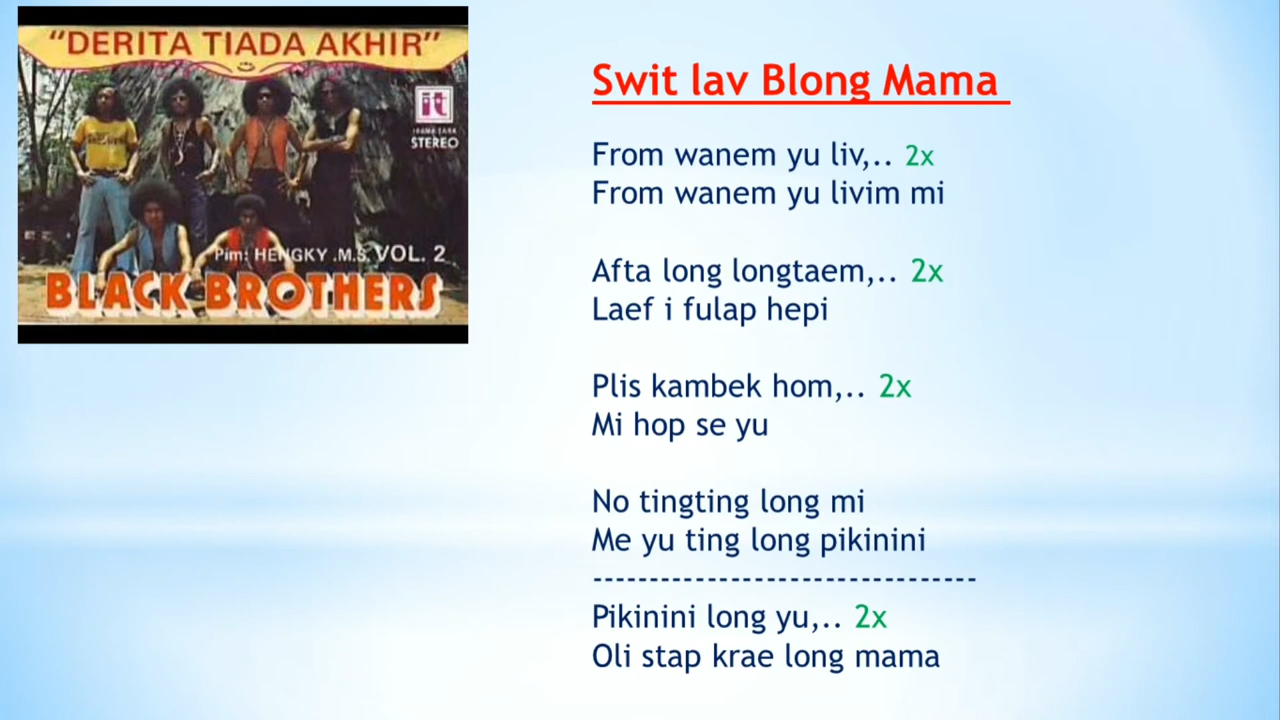 "DERITA TIADA AKHIR"
it
STEREO
Pim: HENGKY .M.S. VOL. 2
BLACK BROTHERS
Swit lav Blong Mama
From wanem yu liv,.. 2x
From wanem yu livim mi
Afta long longtaem,.. 2x
Laef i fulap hepi
Plis kambek hom,.. 2x
Mi hop se yu
No tingting long mi
Me yu ting long pikinini
----------------------------------
Pikinini long yu,.. 2x
Oli stap krae long mama